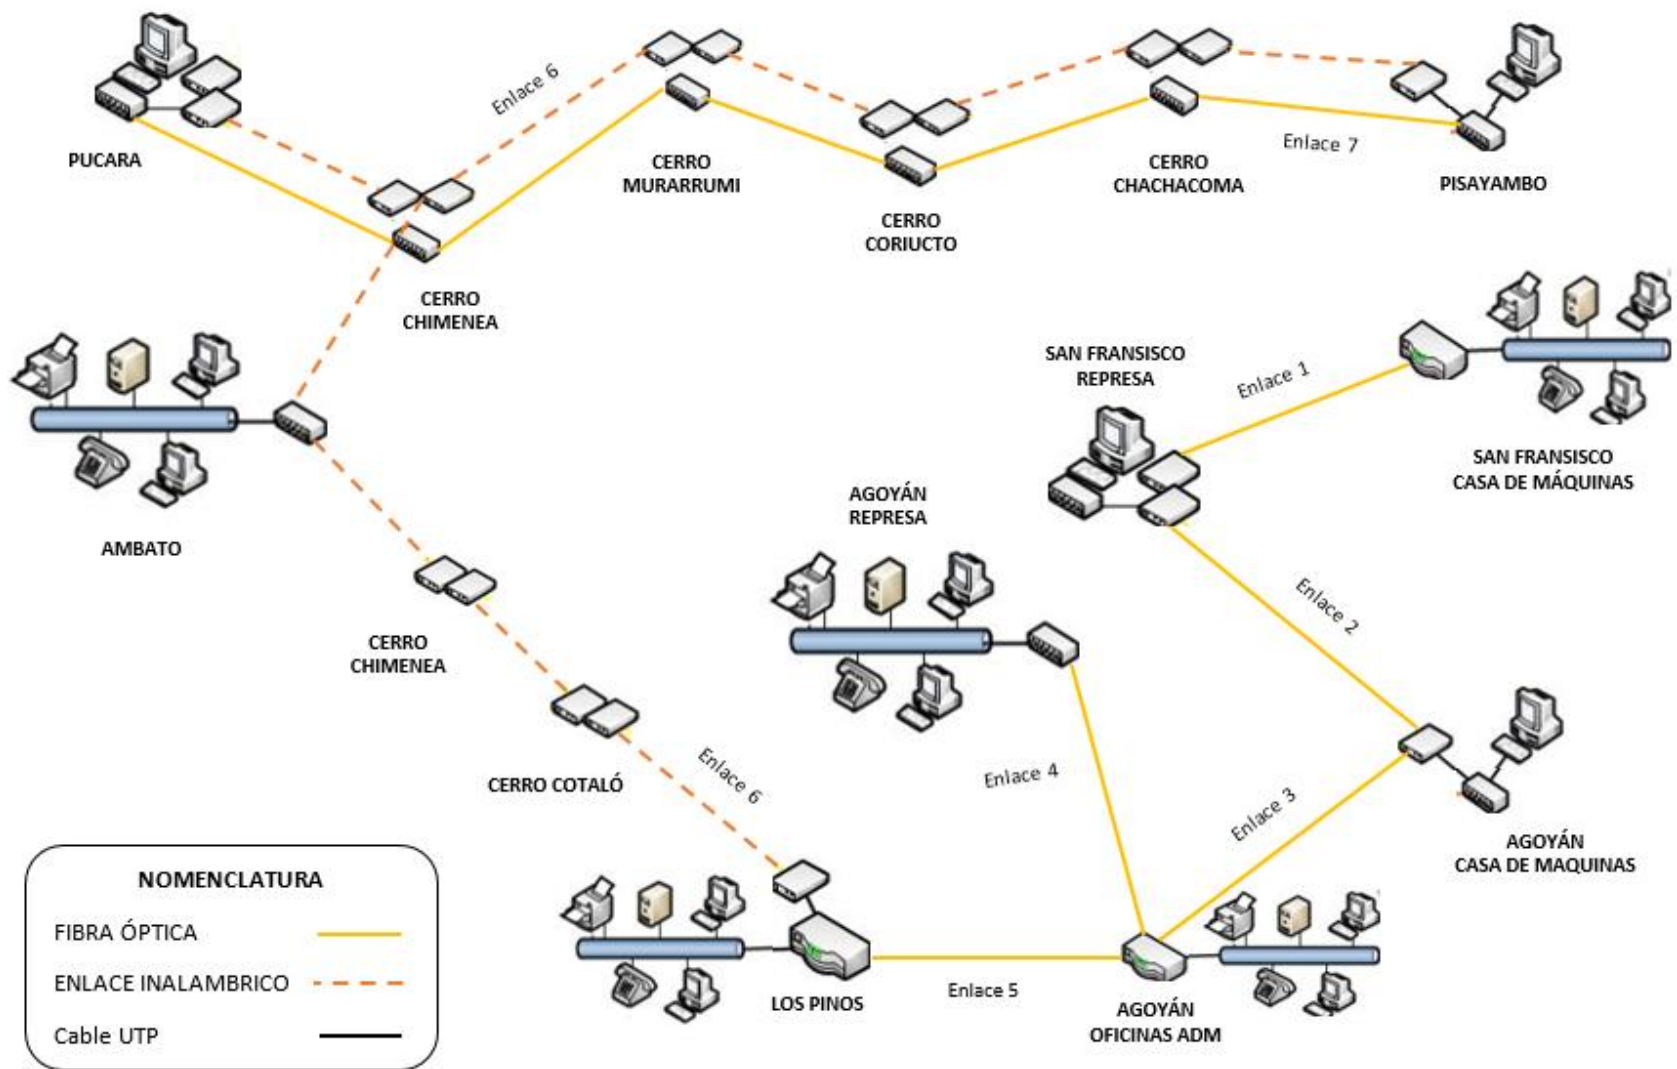 Enlace 6
PUCARA
CERRO
MURARRUMI
CERRO
CORIUCTO
CERRO
CHACHACOMA
Enlace 7
PISAYAMBO
CERRO
CHIMENEA
SAN FRANSISCO
REPRESA
Enlace 1
SAN FRANSISCO
CASA DE MÁQUINAS
AMBATO
AGOYÁN
REPRESA
Enlace 2
CERRO
CHIMENEA
CERRO COTALÓ
Enlace 6
Enlace 4
Enlace 3
AGOYÁN
CASA DE MAQUINAS
LOS PINOS
Enlace 5
AGOYÁN
OFICINAS ADM
NOMENCLATURA
FIBRA ÓPTICA
ENLACE INALAMBRICO
Cable UTP